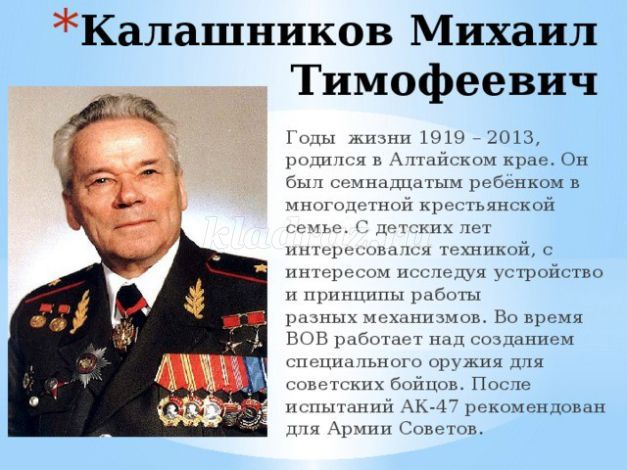 *Калашников Михаил
Тимофеевич
Годы жизни 1919 – 2013,
родился в Алтайском крае. Он
был семнадцатым ребёнком в
многодетной крестьянской
семье. С детских лет
интересовался техникой, с
интересом исследуя устройство
и принципы работы
разных механизмов. Во время
ВОВ работает над созданием
специального оружия для
советских бойцов. После
испытаний АК-47 рекомендован
для Армии Советов.